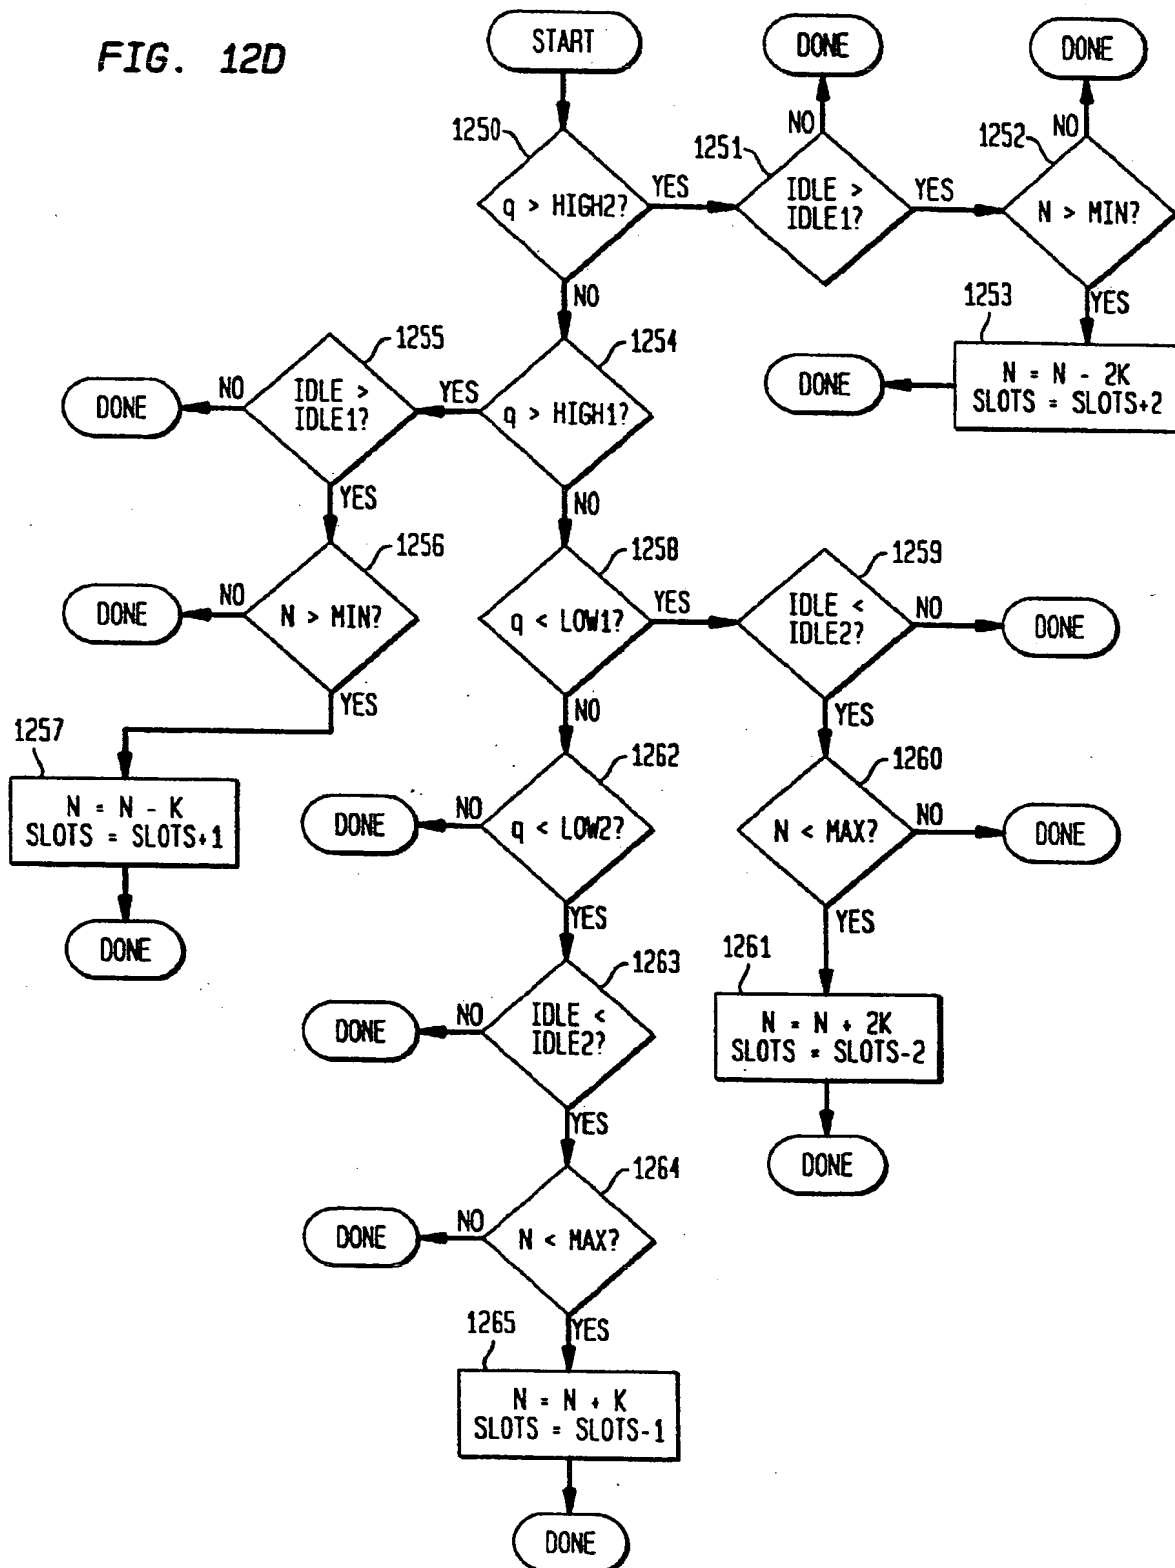 FIG. 12D
START
DONE
DONE
1250
q > HIGH2?
YES
NO
1251
IDLE >
IDLE1?
NO
YES
1252
N > MIN?
NO
YES
1253
N = N - 2K
SLOTS = SLOTS+2
DONE
1254
q > HIGH1?
YES
NO
1255
IDLE >
IDLE1?
NO
DONE
YES
1256
N > MIN?
NO
DONE
YES
1257
N = N - K
SLOTS = SLOTS+1
DONE
1258
q < LOW1?
YES
NO
1259
IDLE <
IDLE2?
NO
DONE
YES
1260
N < MAX?
NO
DONE
YES
1261
N = N + 2K
SLOTS = SLOTS-2
DONE
1262
q < LOW2?
NO
DONE
YES
1263
IDLE <
IDLE2?
NO
DONE
YES
1264
N < MAX?
NO
DONE
YES
1265
N = N + K
SLOTS = SLOTS-1
DONE